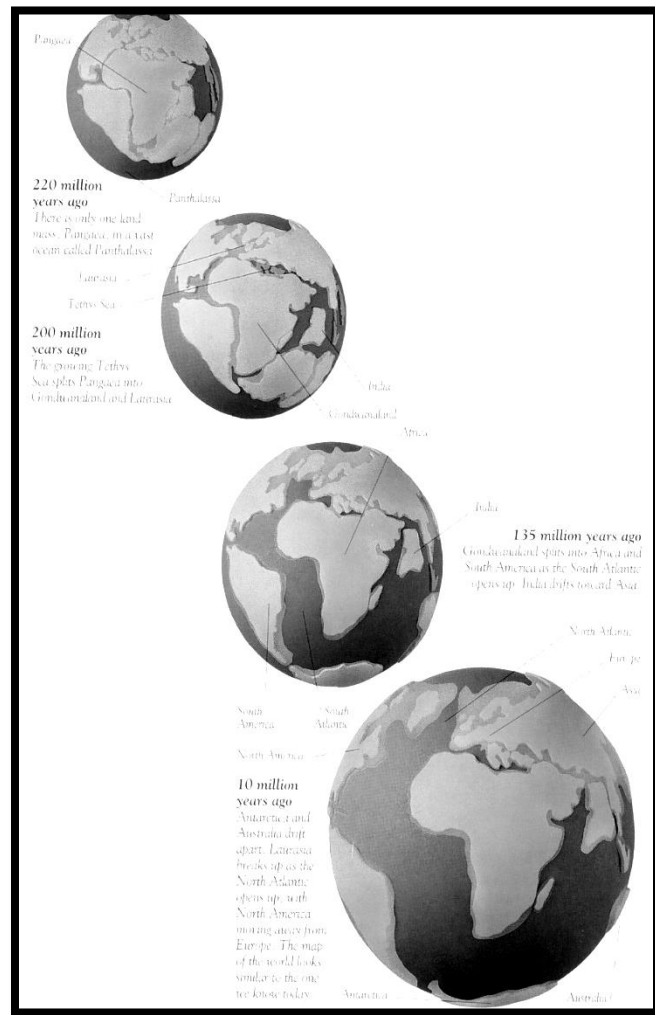 Pangaea
220 million
years ago
There is only one land
mass, Pangaea, in a vast
ocean called Panthalassa
Panthalassa
Laurasia
Tethys Sea
200 million
years ago
The growing Tethys
Sea splits Pangaea into
Gondwanaland and Laurasia
India
Gondwanaland
Africa
India
135 million years ago
Gondwanaland splits into Africa and
South America as the South Atlantic
opens up. India drifts toward Asia.
North Atlantic
Europe
Asia
South
America
South
Atlantic
North America
10 million
years ago
Antarctica and
Australia drift
apart. Laurasia
breaks up as the
North Atlantic
opens up, with
North America
moving away from
Europe. The map
of the world looks
similar to the one
we know today.
Antarctica
Australia